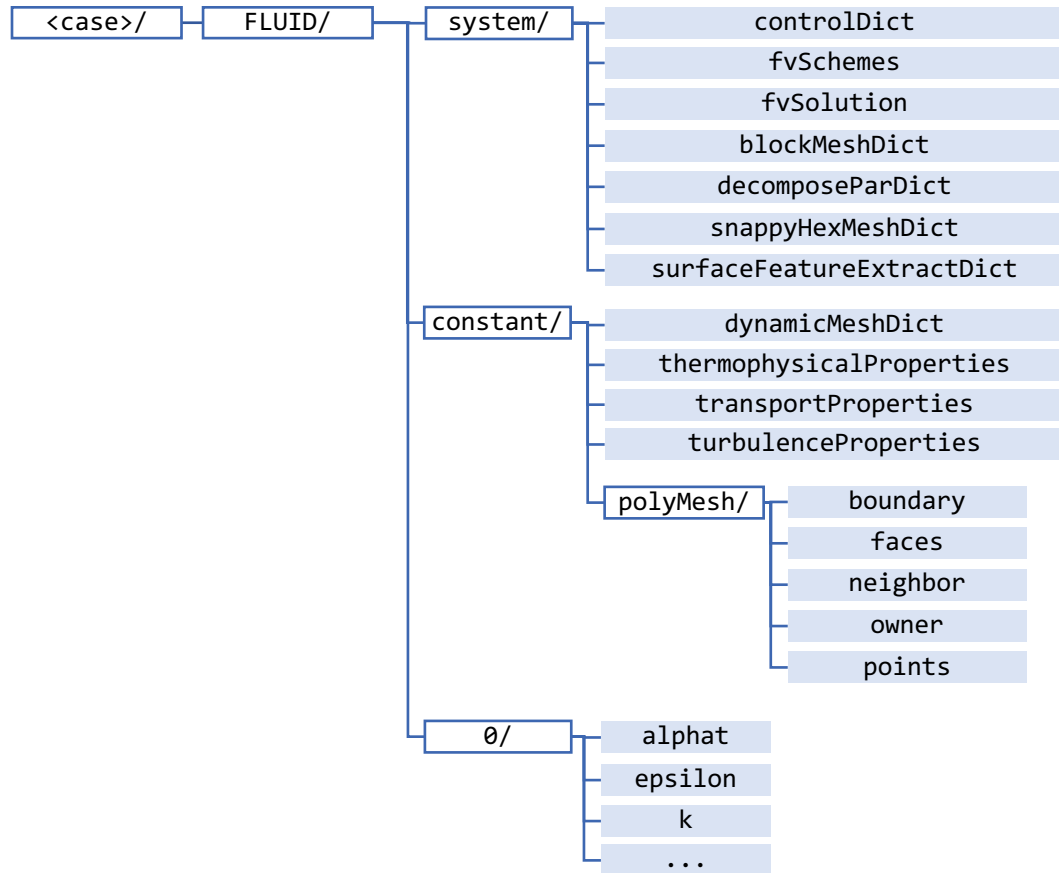 <case>/
FLUID/
system/
controlDict
fvSchemes
fvSolution
blockMeshDict
decomposeParDict
snappyHexMeshDict
surfaceFeatureExtractDict
constant/
dynamicMeshDict
thermophysicalProperties
transportProperties
turbulenceProperties
polyMesh/
boundary
faces
neighbor
owner
points
0/
alphat
epsilon
k
...